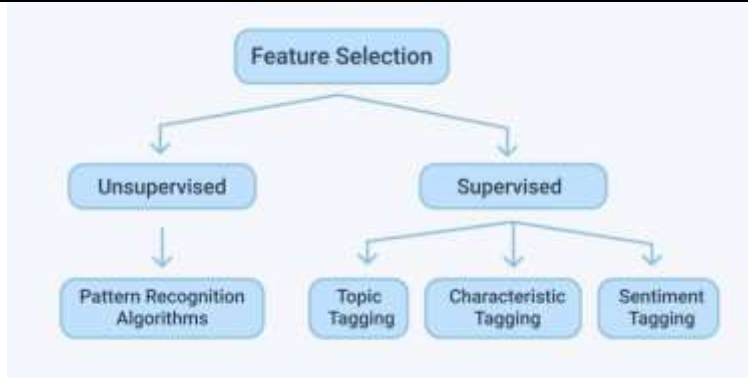 Feature Selection
Unsupervised
Supervised
Pattern Recognition
Algorithms
Topic
Tagging
Characteristic
Tagging
Sentiment
Tagging